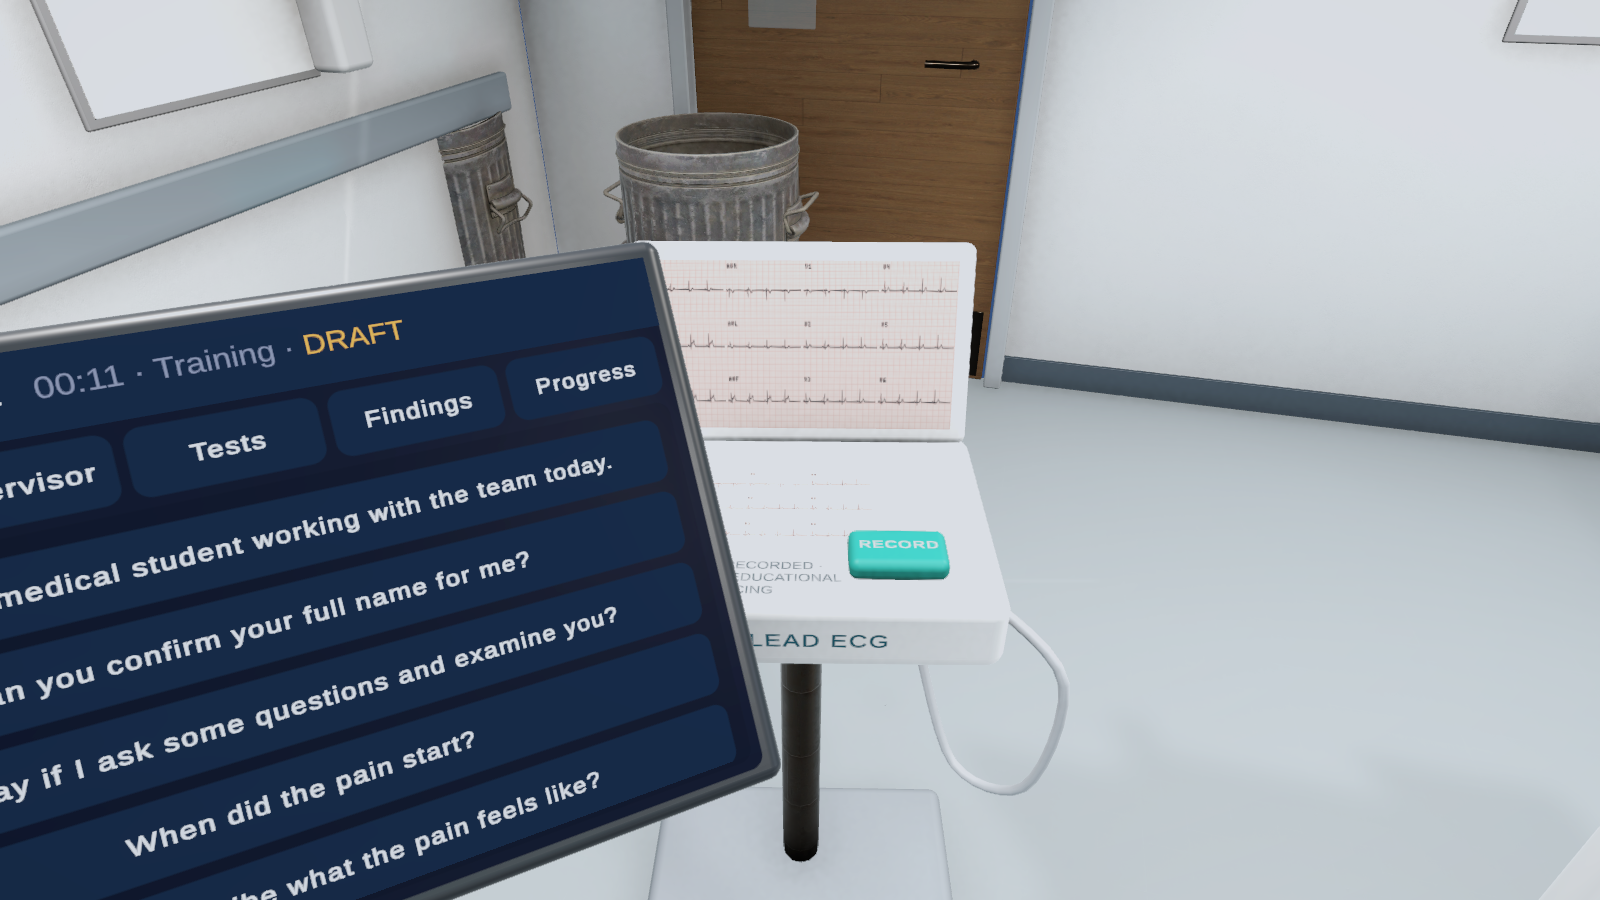 00:11 · Training · DRAFT
ervisor
Tests
Findings
Progress
medical student working with the team today.
n you confirm your full name for me?
ay if I ask some questions and examine you?
When did the pain start?
be what the pain feels like?
RECORD
ECORDED ·
EDUCATIONAL
CING
LEAD ECG